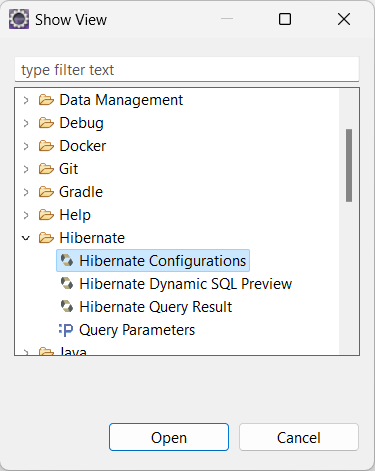 Show View
type filter text
Data Management
Debug
Docker
Git
Gradle
Help
Hibernate
Hibernate Configurations
Hibernate Dynamic SQL Preview
Hibernate Query Result
:P Query Parameters
Java
Open
Cancel